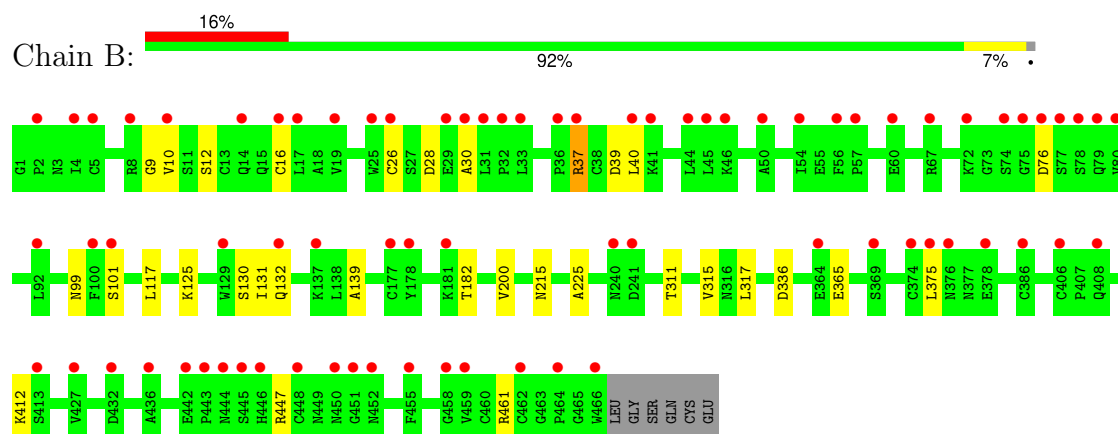 16%
Chain B:
92%
7%
•
G1 P2 N3 I4 C5 R8 G9 V10 S11 S12 C13 Q14 Q15 C16 L17 A18 V19 W25 C26 S27 D28 E29 A30 L31 P32 L33 P36 R37 C38 D39 L40 K41 L44 L45 K46 A50 I54 E55 F56 P57 E60 R67 K72 G73 S74 G75 D76 S77 S78 Q79 V80
L92 N99 F100 S101 L117 K125 W129 S130 I131 Q132 K137 L138 A139 C177 Y178 K181 T182 V200 N215 A225 N240 D241 T311 V315 N316 L317 D336 E364 E365 S369 C374 L375 N376 N377 E378 C386 C406 P407 Q408
K412 S413 V427 D432 A436 E442 P443 N444 S445 H446 R447 C448 N449 N450 G451 N452 F455 G458 V459 C460 R461 C462 G463 P464 G465 W466 LEU GLY SER GLN CYS GLU